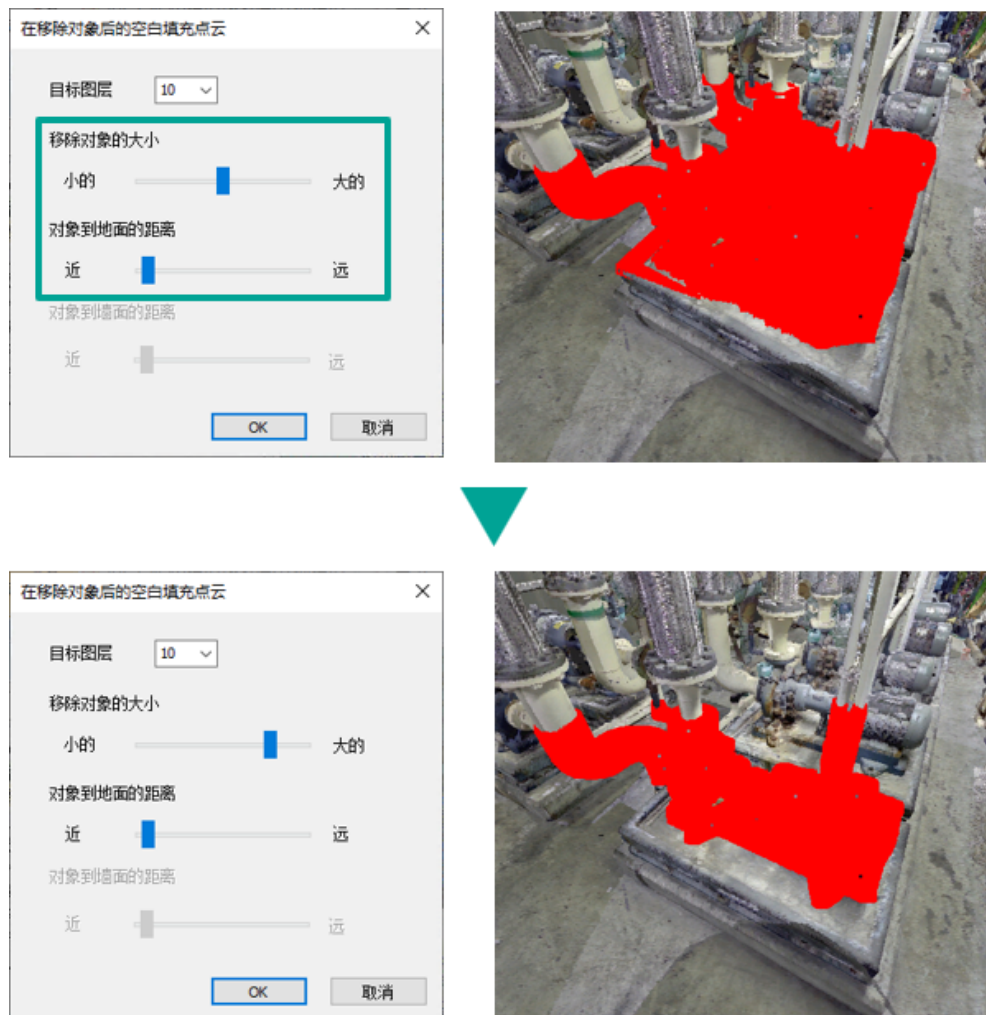 在移除对象后的空白填充点云
目标图层 10
移除对象的大小
小的 大的
对象到地面的距离
近 远
对象到墙面的距离
近 远
OK 取消
在移除对象后的空白填充点云
目标图层 10
移除对象的大小
小的 大的
对象到地面的距离
近 远
对象到墙面的距离
近 远
OK 取消